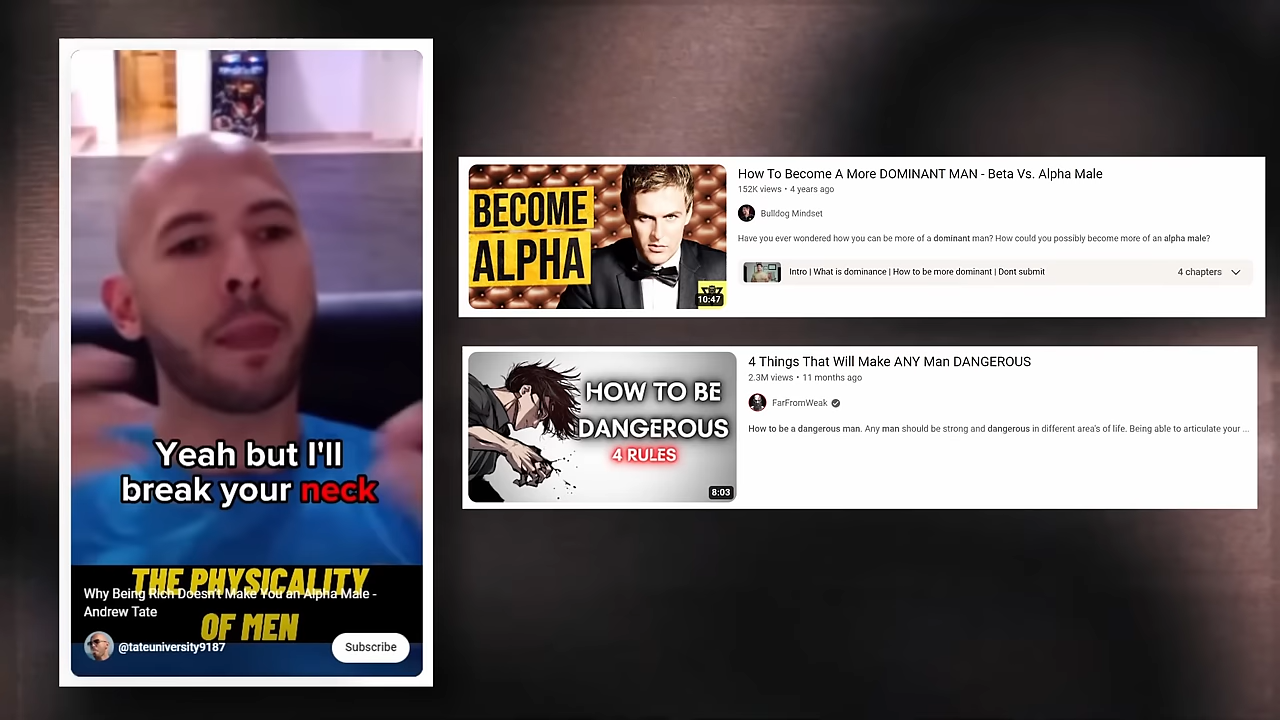 Yeah but I'll
break your neck
THE PHYSICALITY
Why Being Rich Doesn't Make You an Alpha Male -
Andrew Tate
OF MEN
@tateuniversity9187
Subscribe
BECOME
ALPHA
10:47
How To Become A More DOMINANT MAN - Beta Vs. Alpha Male
152K views • 4 years ago
Bulldog Mindset
Have you ever wondered how you can be more of a dominant man? How could you possibly become more of an alpha male?
Intro | What is dominance | How to be more dominant | Dont submit
4 chapters
HOW TO BE
DANGEROUS
4 RULES
8:03
4 Things That Will Make ANY Man DANGEROUS
2.3M views • 11 months ago
FarFromWeak
How to be a dangerous man. Any man should be strong and dangerous in different area's of life. Being able to articulate your ...